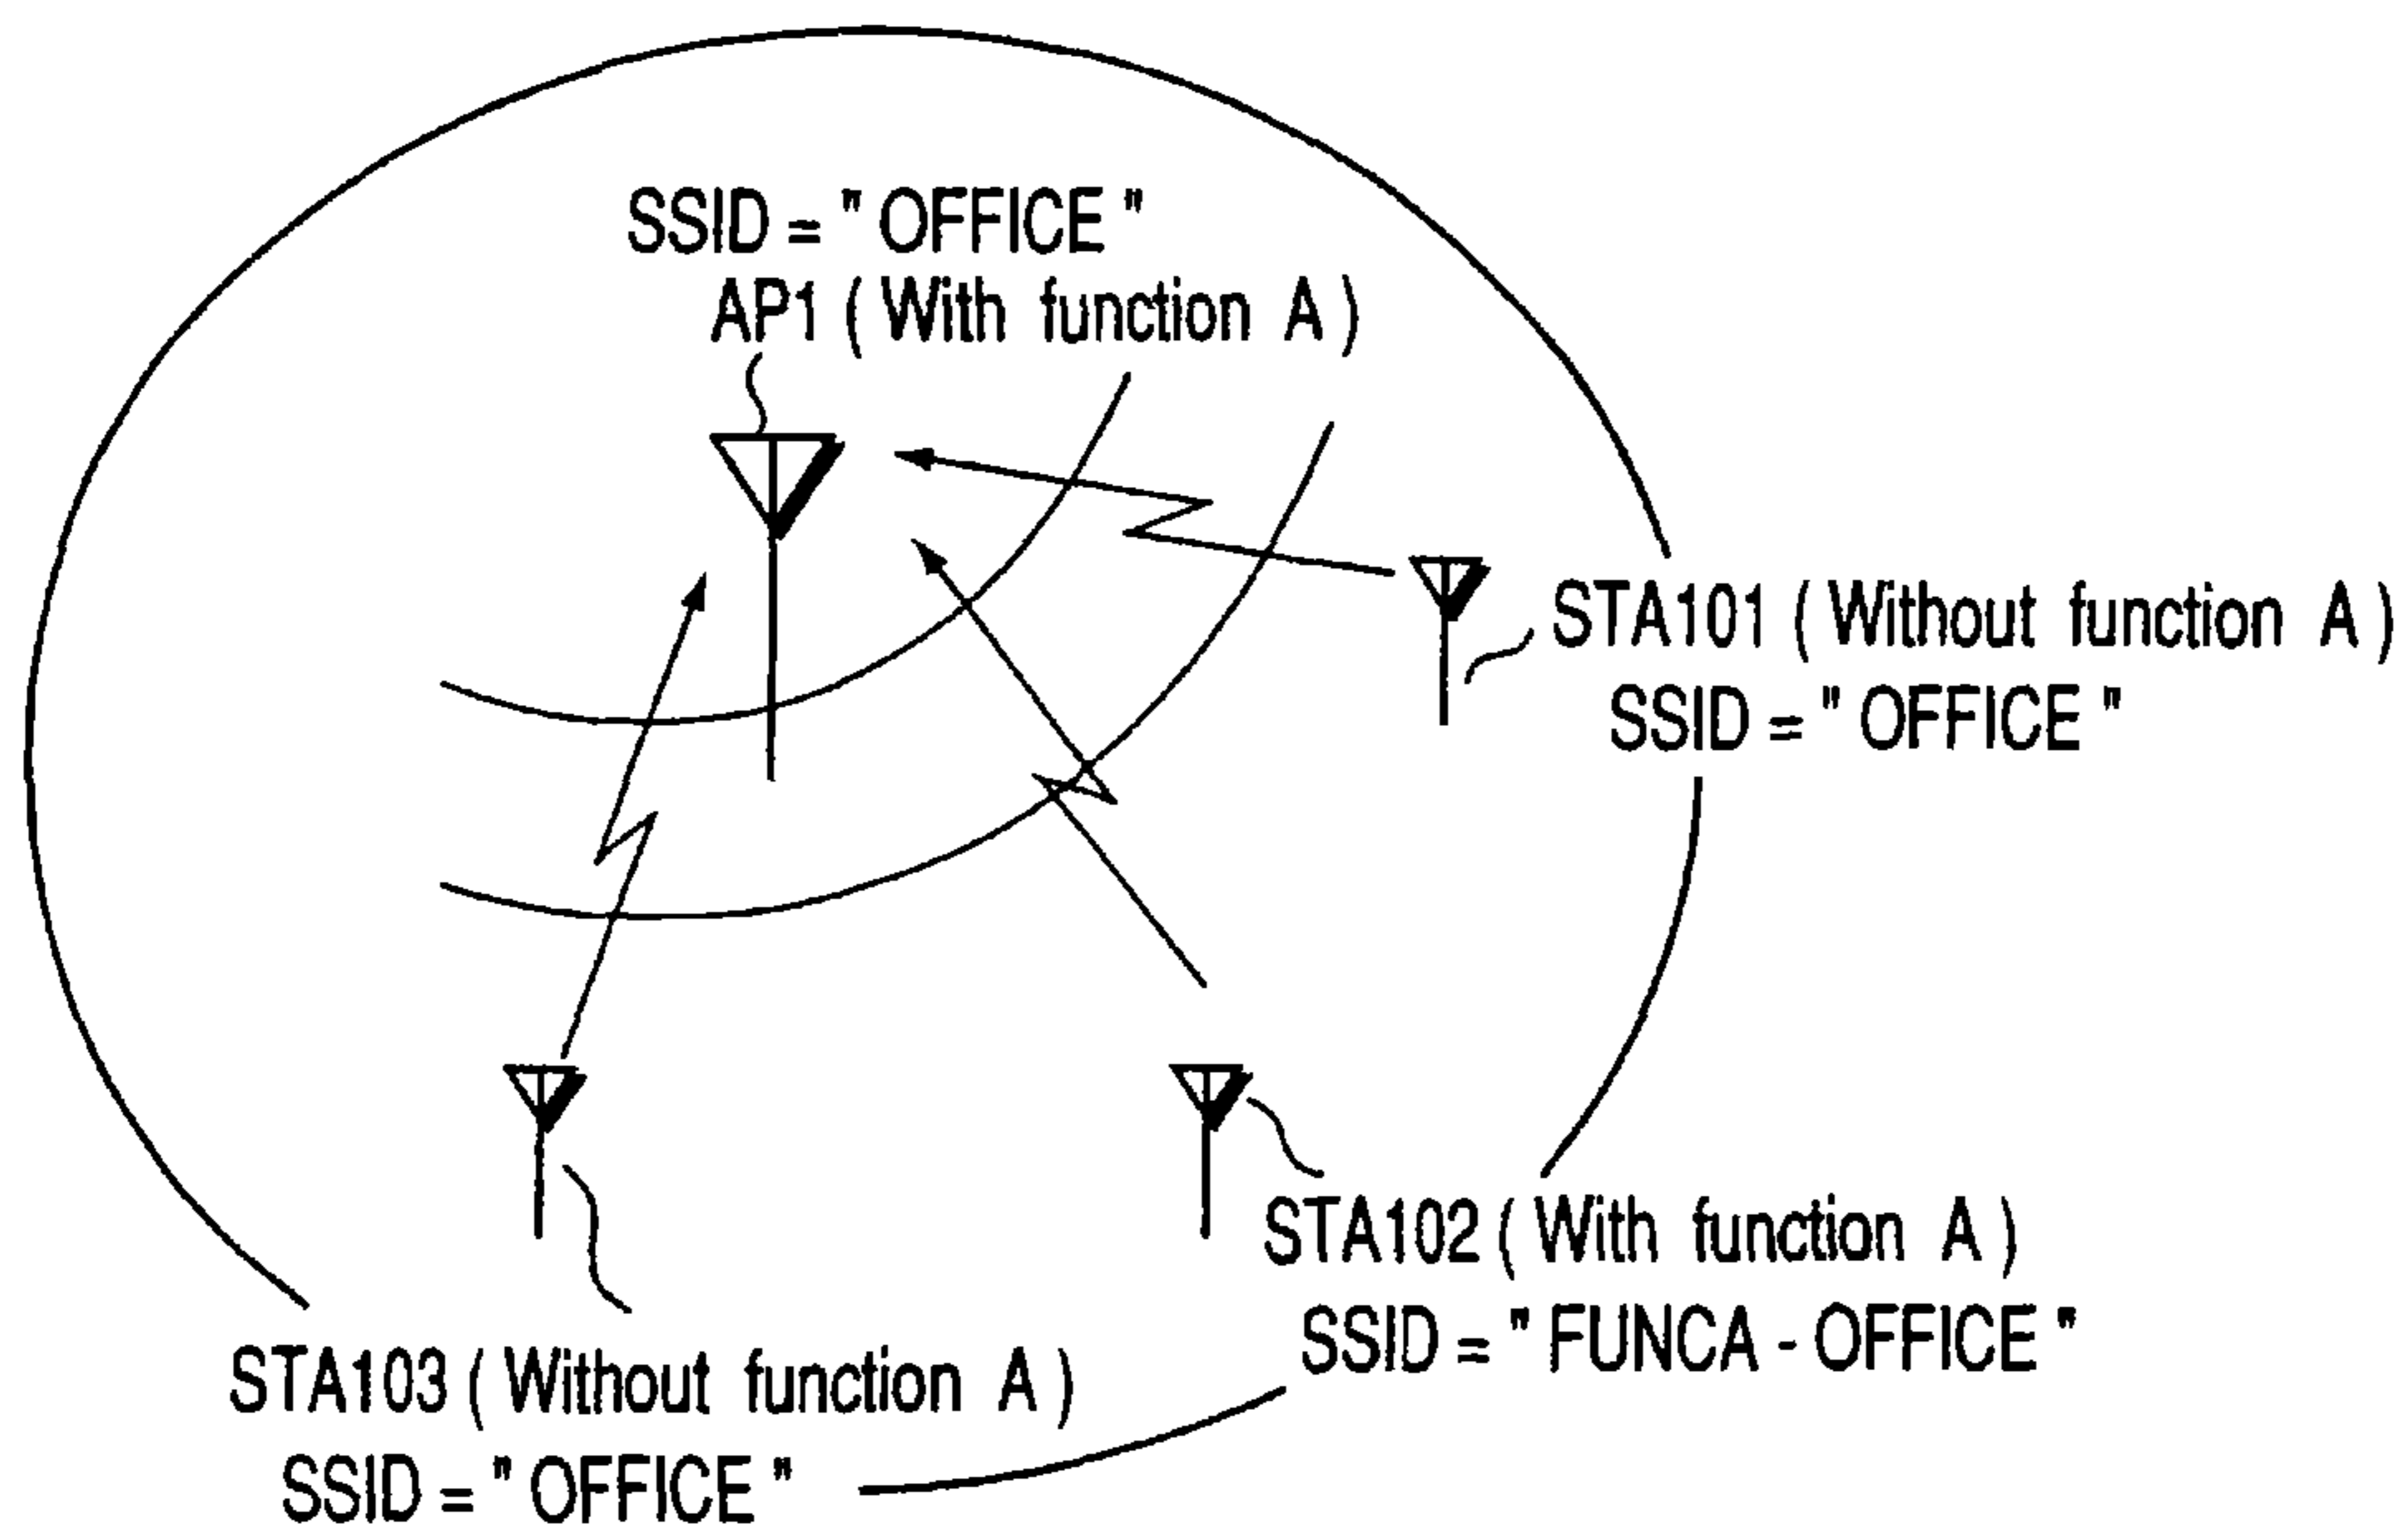 SSID = "OFFICE"
AP1 (With function A)
STA101 (Without function A)
SSID = "OFFICE"
STA102 (With function A)
SSID = "FUNCA - OFFICE"
STA103 (Without function A)
SSID = "OFFICE"